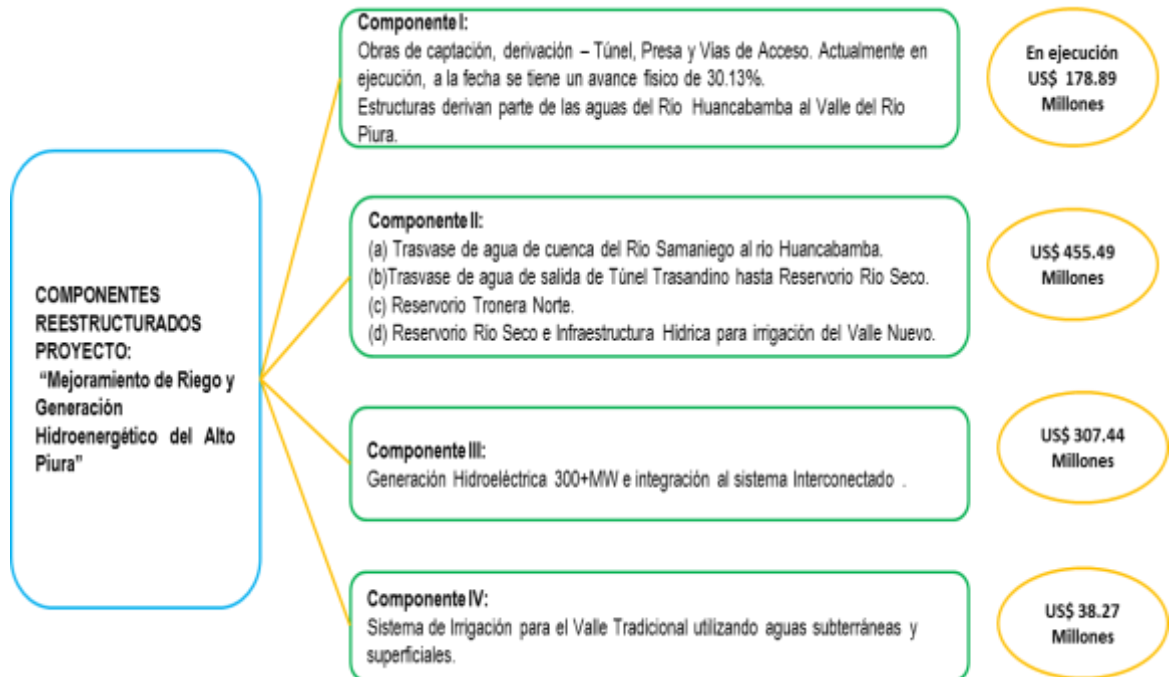 COMPONENTES
REESTRUCTURADOS
PROYECTO:
“Mejoramiento de Riego y
Generación
Hidroenergético del Alto
Piura”
Componente I:
Obras de captación, derivación – Túnel, Presa y Vías de Acceso. Actualmente en
ejecución, a la fecha se tiene un avance físico de 30.13%.
Estructuras derivan parte de las aguas del Río Huancabamba al Valle del Río
Piura.
En ejecución
US$ 178.89
Millones
Componente II:
(a) Trasvase de agua de cuenca del Río Samaniego al rio Huancabamba.
(b)Trasvase de agua de salida de Túnel Trasandino hasta Reservorio Río Seco.
(c) Reservorio Tronera Norte.
(d) Reservorio Río Seco e Infraestructura Hídrica para irrigación del Valle Nuevo.
US$ 455.49
Millones
Componente III:
Generación Hidroeléctrica 300+MW e integración al sistema Interconectado .
US$ 307.44
Millones
Componente IV:
Sistema de Irrigación para el Valle Tradicional utilizando aguas subterráneas y
superficiales.
US$ 38.27
Millones